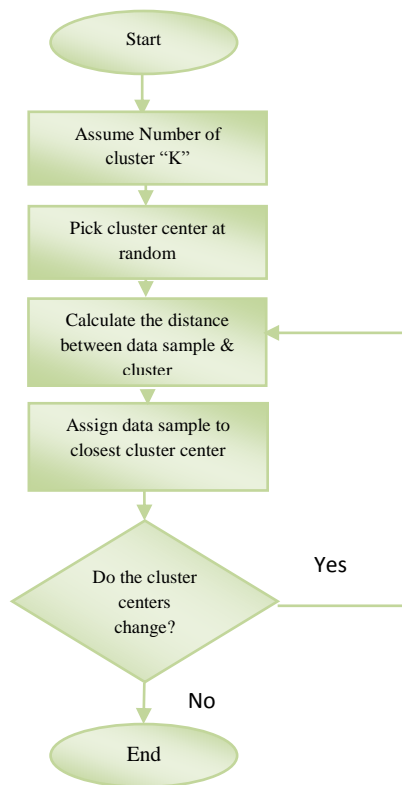 Start
Assume Number of
cluster “K”
Pick cluster center at
random
Calculate the distance
between data sample &
cluster
Assign data sample to
closest cluster center
Do the cluster
centers
change?
Yes
No
End